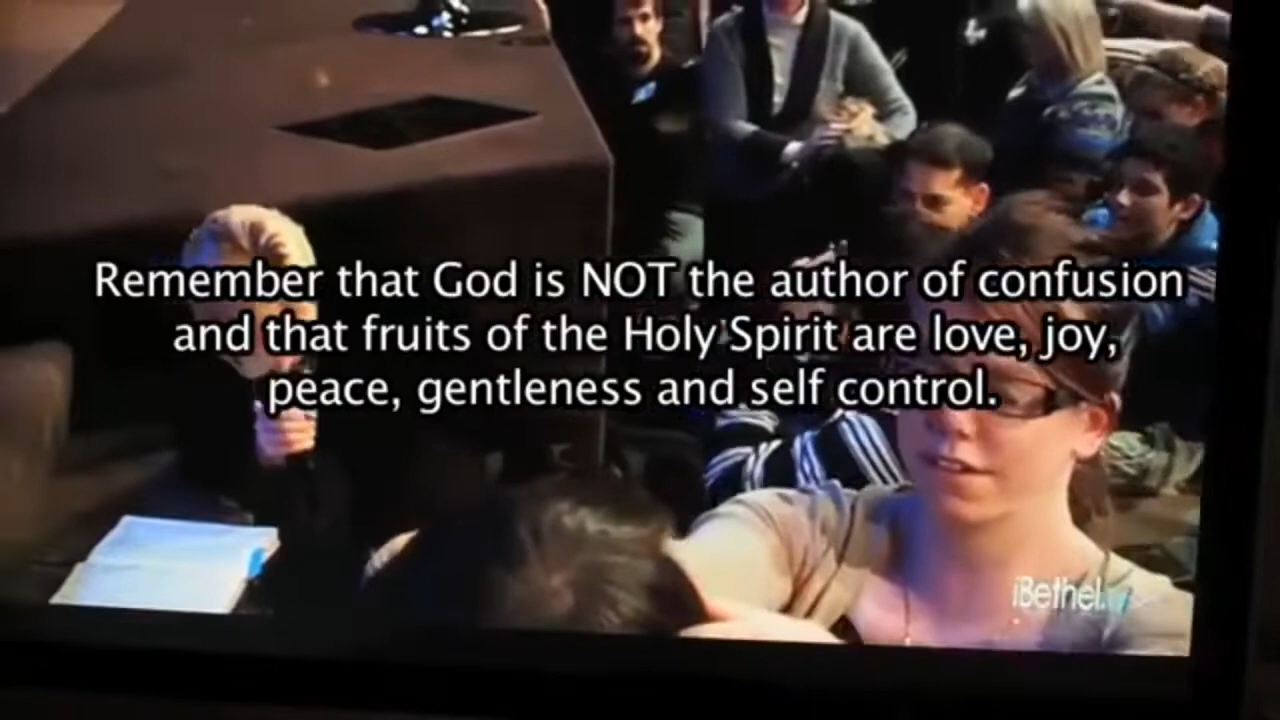 Remember that God is NOT the author of confusion
and that fruits of the Holy Spirit are love, joy,
peace, gentleness and self control.
iBethel.